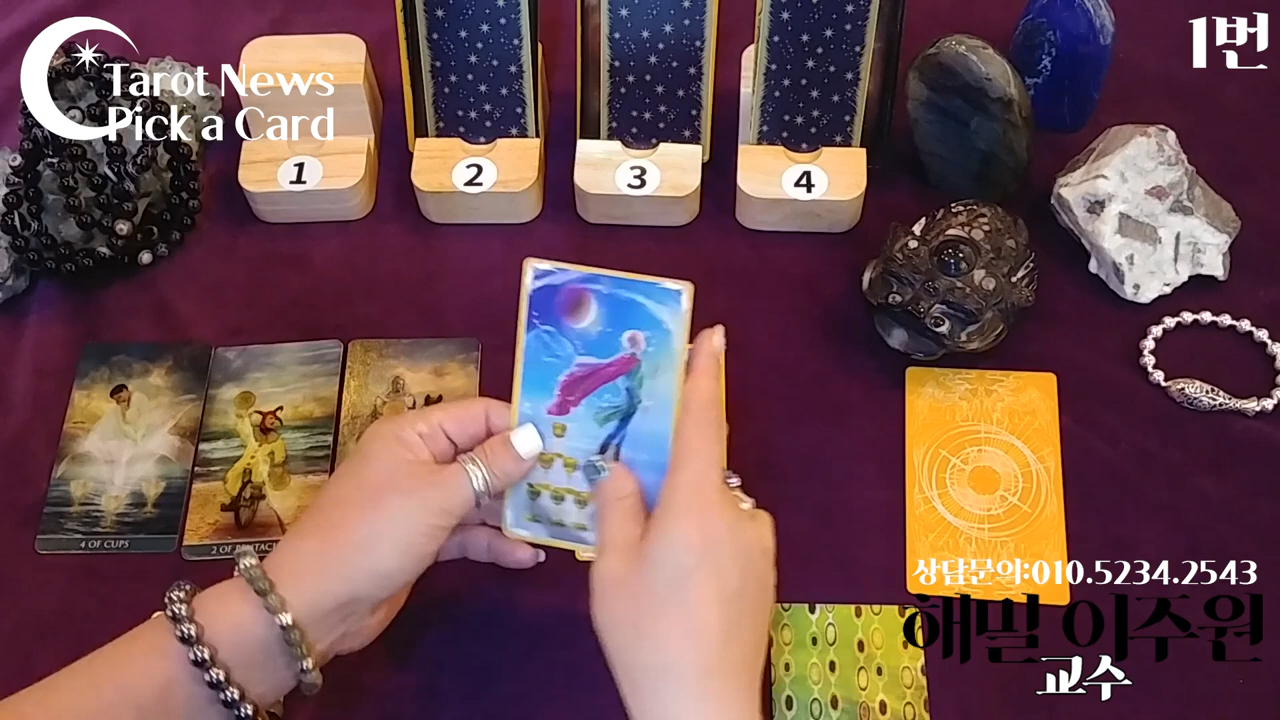 Tarot News
Pick a Card
1번
1
2
3
4
4 OF CUPS
2 OF PENTAC
상담문의:010.5234.2543
해밀 이주원
교수